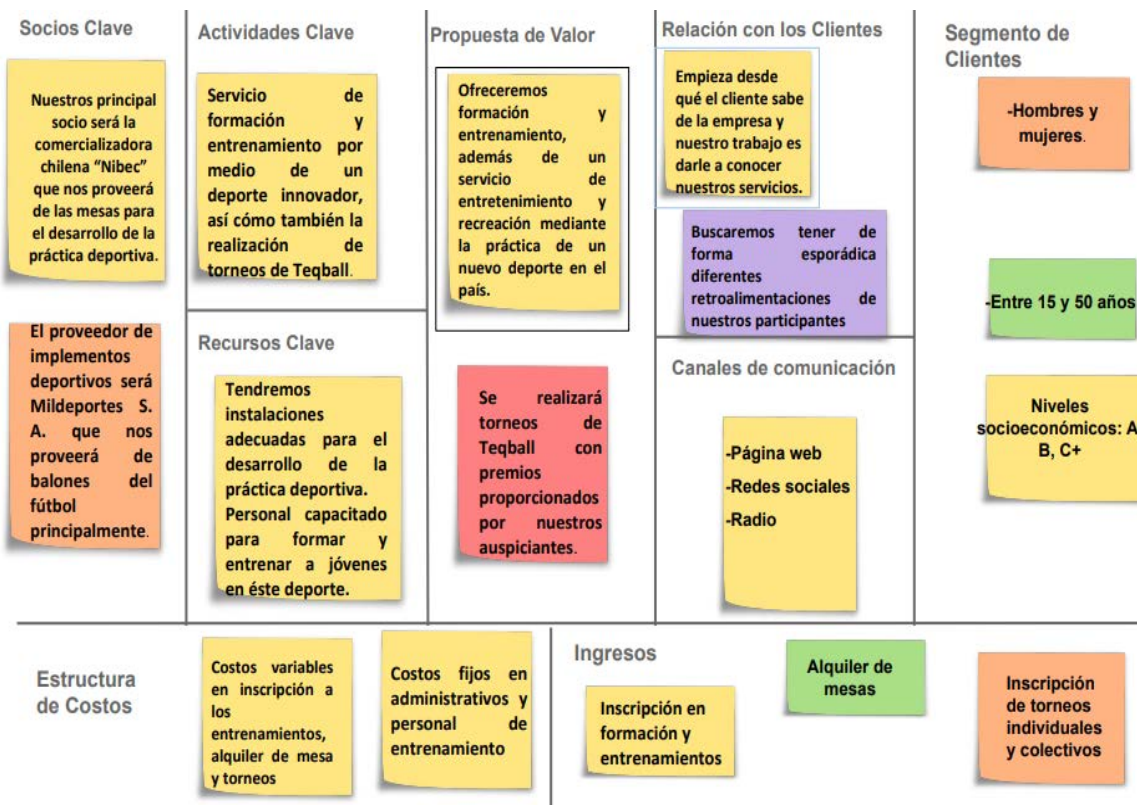 Socios Clave
Nuestros principal
socio será la
comercializadora
chilena “Nibec”
que nos proveerá
de las mesas para
el desarrollo de la
práctica deportiva.
El proveedor de
implementos
deportivos será
Mildeportes S.
A. que nos
proveerá de
balones del
fútbol
principalmente.
Actividades Clave
Servicio de
formación y
entrenamiento por
medio de un
deporte innovador,
así cómo también la
realización de
torneos de Teqball.
Recursos Clave
Tendremos
instalaciones
adecuadas para el
desarrollo de la
práctica deportiva.
Personal capacitado
para formar y
entrenar a jóvenes
en éste deporte.
Propuesta de Valor
Ofreceremos
formación y
entrenamiento,
además de un
servicio de
entretenimiento y
recreación mediante
la práctica de un
nuevo deporte en el
país.
Se realizará
torneos de
Teqball con
premios
proporcionados
por nuestros
auspiciantes.
Relación con los Clientes
Empieza desde
qué el cliente sabe
de la empresa y
nuestro trabajo es
darle a conocer
nuestros servicios.
Buscaremos tener de
forma esporádica
diferentes
retroalimentaciones de
nuestros participantes
Canales de comunicación
-Página web
-Redes sociales
-Radio
Segmento de
Clientes
-Hombres y
mujeres.
-Entre 15 y 50 años
Niveles
socioeconómicos: A
B, C+
Estructura
de Costos
Costos variables
en inscripción a
los
entrenamientos,
alquiler de mesa
y torneos
Costos fijos en
administrativos y
personal de
entrenamiento
Ingresos
Inscripción en
formación y
entrenamientos
Alquiler de
mesas
Inscripción
de torneos
individuales
y colectivos